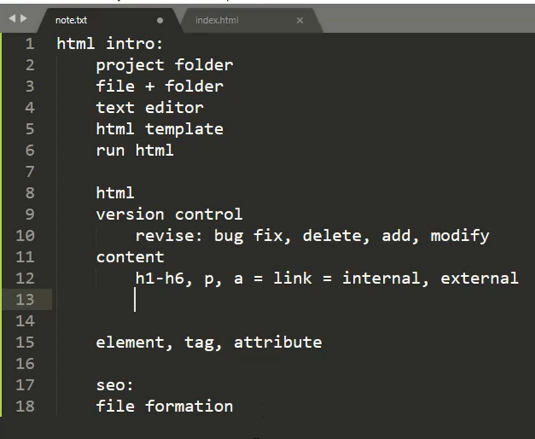 note.txt
index.html
1 html intro:
2 project folder
3 file + folder
4 text editor
5 html template
6 run html
7
8 html
9 version control
10 revise: bug fix, delete, add, modify
11 content
12 h1-h6, p, a = link = internal, external
13
14
15 element, tag, attribute
16
17 seo:
18 file formation